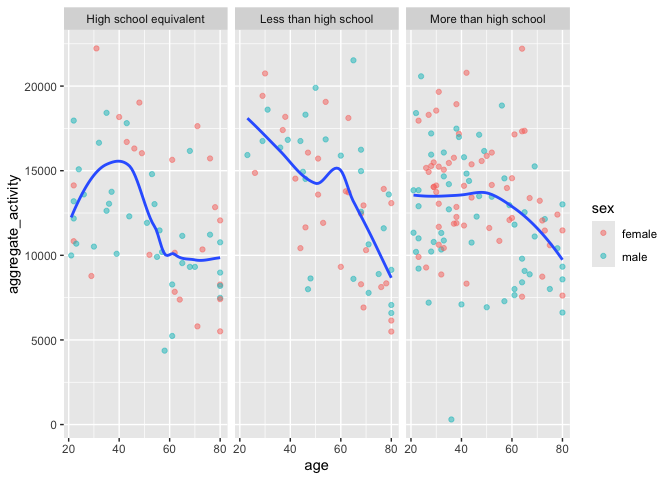 High school equivalent
Less than high school
More than high school
20000
15000
10000
5000
0
aggregate_activity
20 40 60 80
20 40 60 80
20 40 60 80
age
sex
female
male